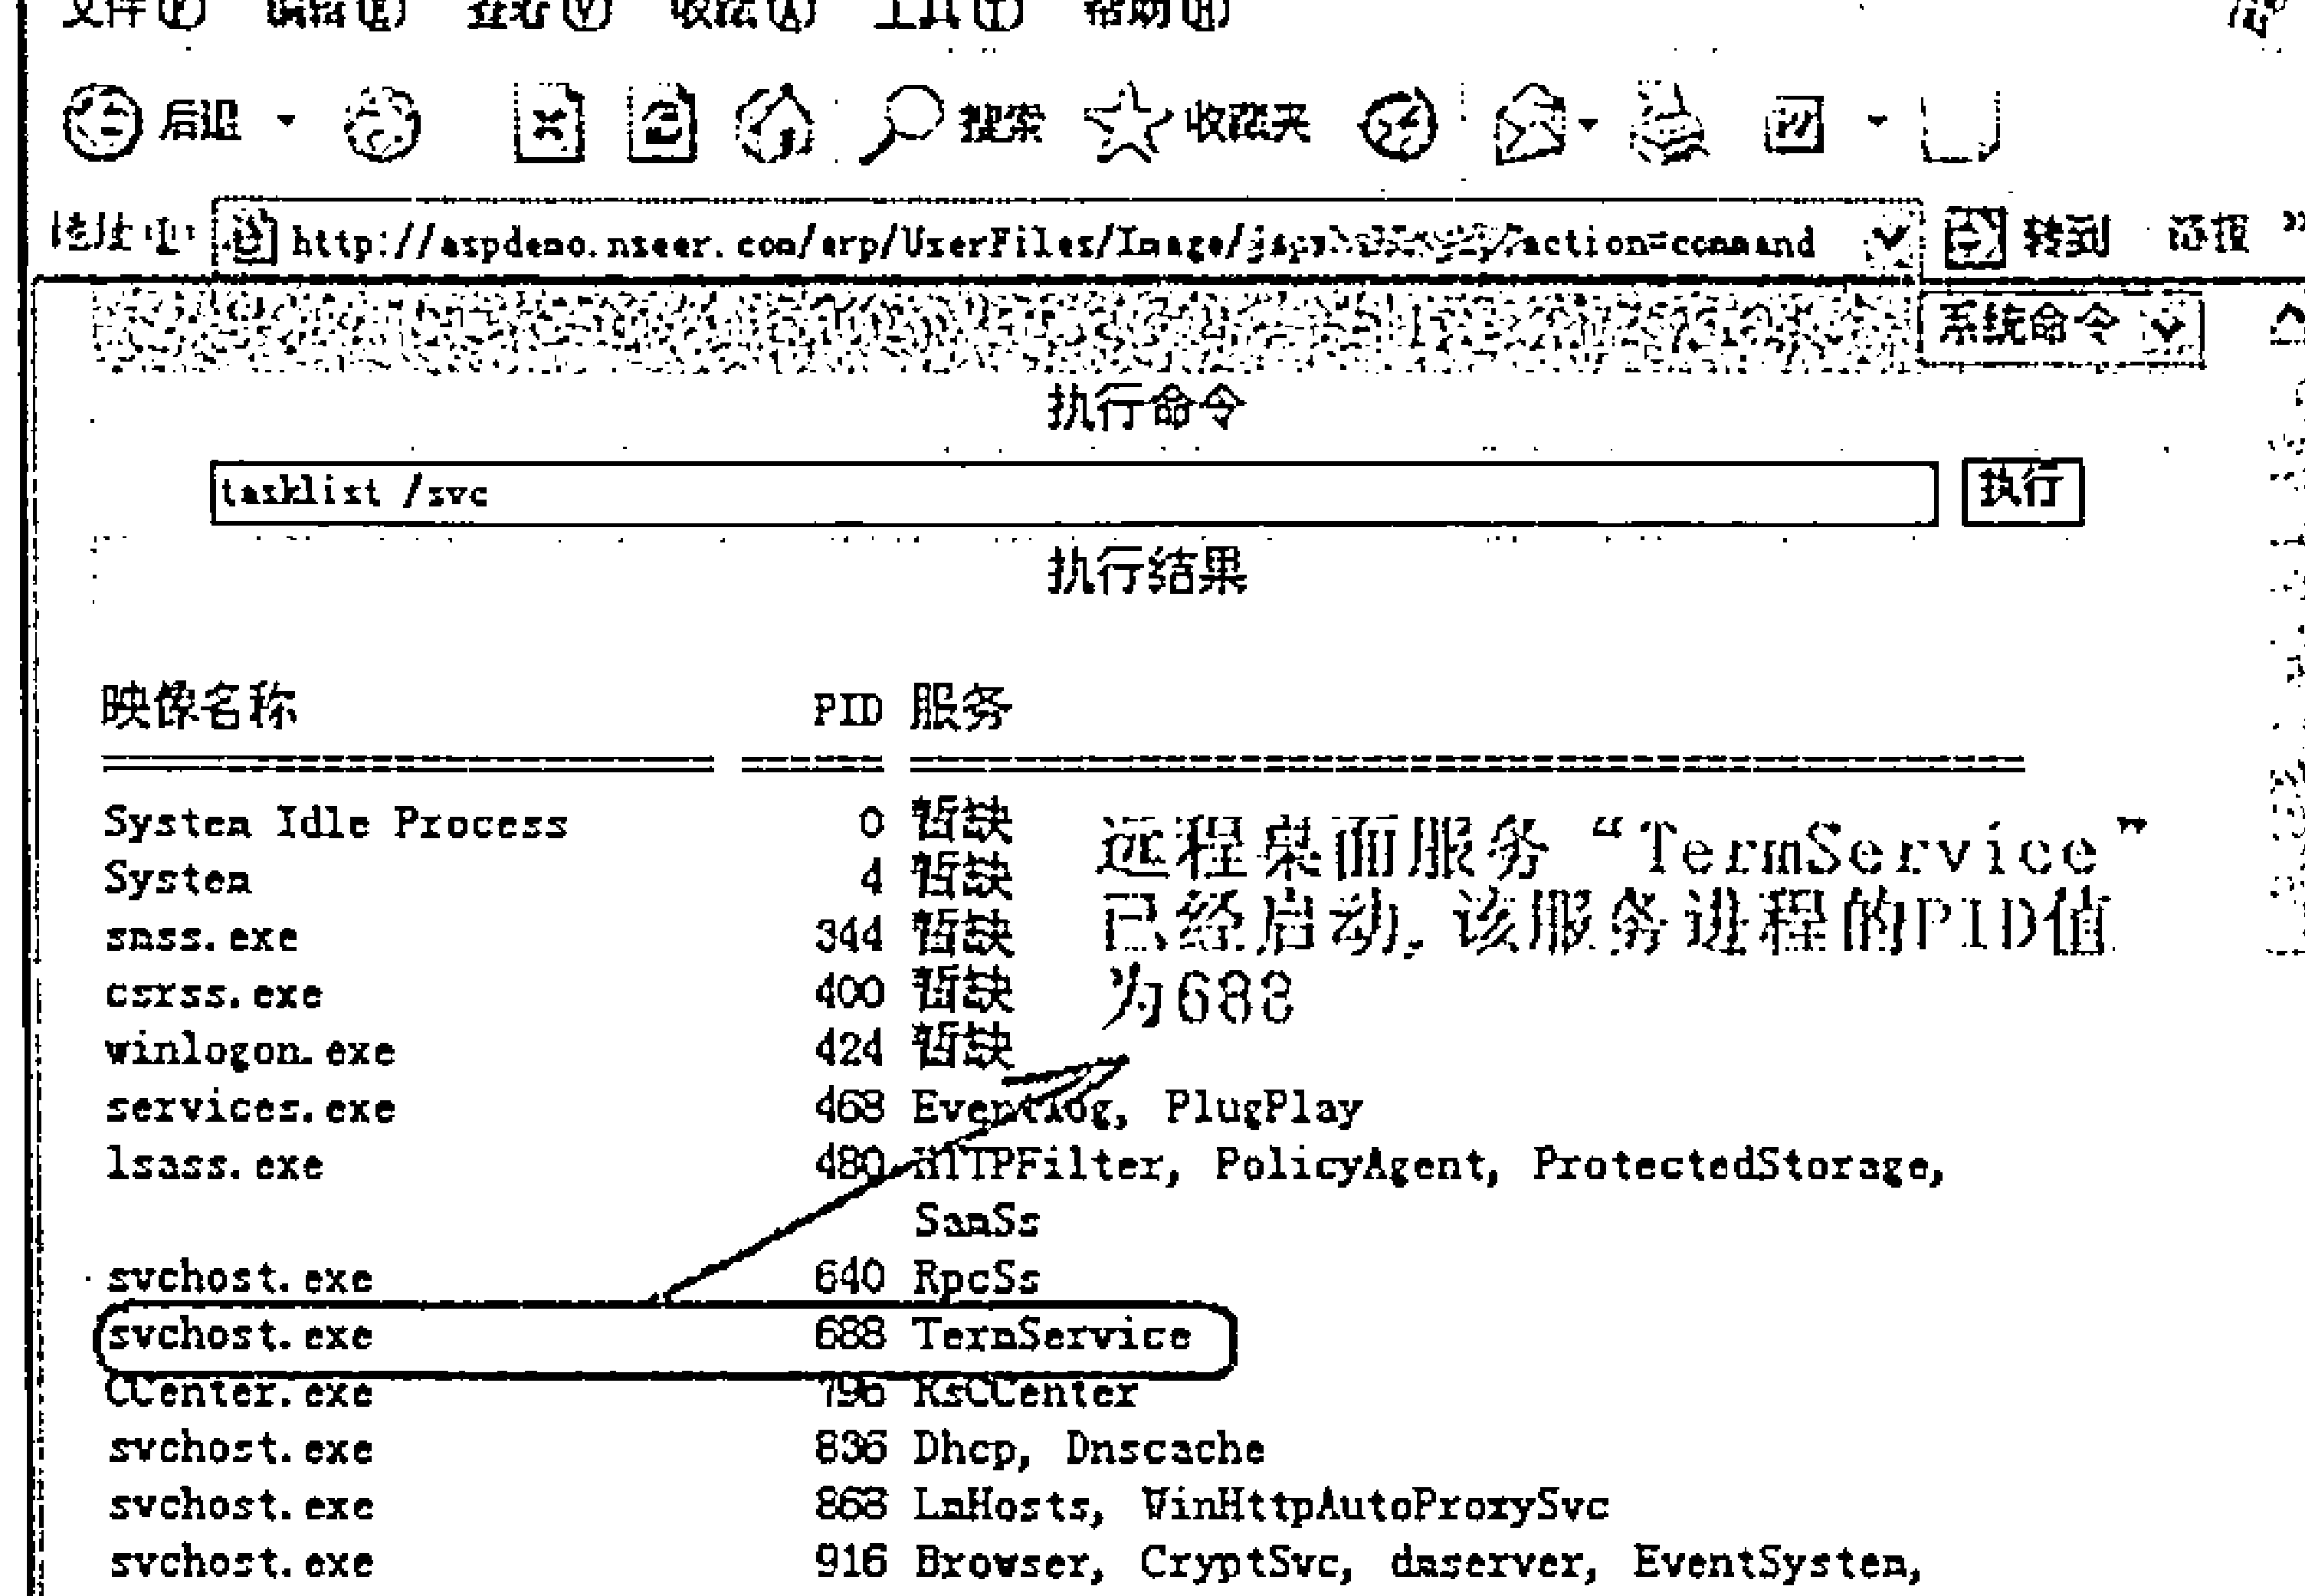 文件(F) 编辑(E) 查看(V) 收藏(A) 工具(T) 帮助(H)
后退 搜索 收藏夹
地址(D) http://aspdemo.nseer.com/erp/UserFiles/Image/ action=command 转到
系统命令
执行命令
tasklist /svc 执行
执行结果
映像名称 PID 服务
System Idle Process 0 暂缺
System 4 暂缺
smss.exe 344 暂缺
csrss.exe 400 暂缺
winlogon.exe 424 暂缺
远程桌面服务“TermService”
已经启动,该服务进程的PID值
为688
services.exe 468 Eventlog, PlugPlay
lsass.exe 480 HTTPFilter, PolicyAgent, ProtectedStorage,
SamSs
svchost.exe 640 RpcSs
svchost.exe 688 TermService
CCenter.exe 796 RsCCenter
svchost.exe 836 Dhcp, Dnscache
svchost.exe 868 LmHosts, WinHttpAutoProxySvc
svchost.exe 916 Browser, CryptSvc, dmserver, EventSystem,